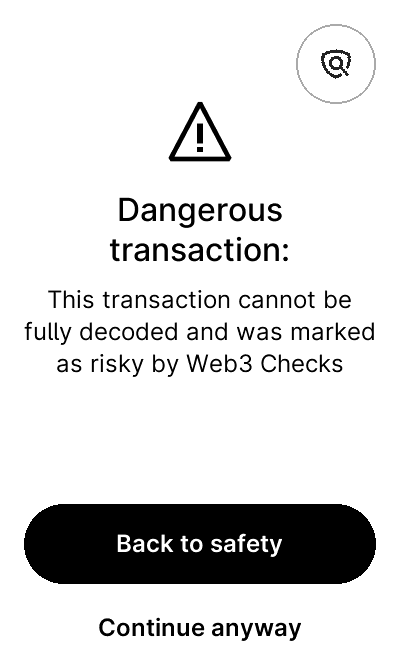 Dangerous
transaction:
This transaction cannot be
fully decoded and was marked
as risky by Web3 Checks
Back to safety
Continue anyway